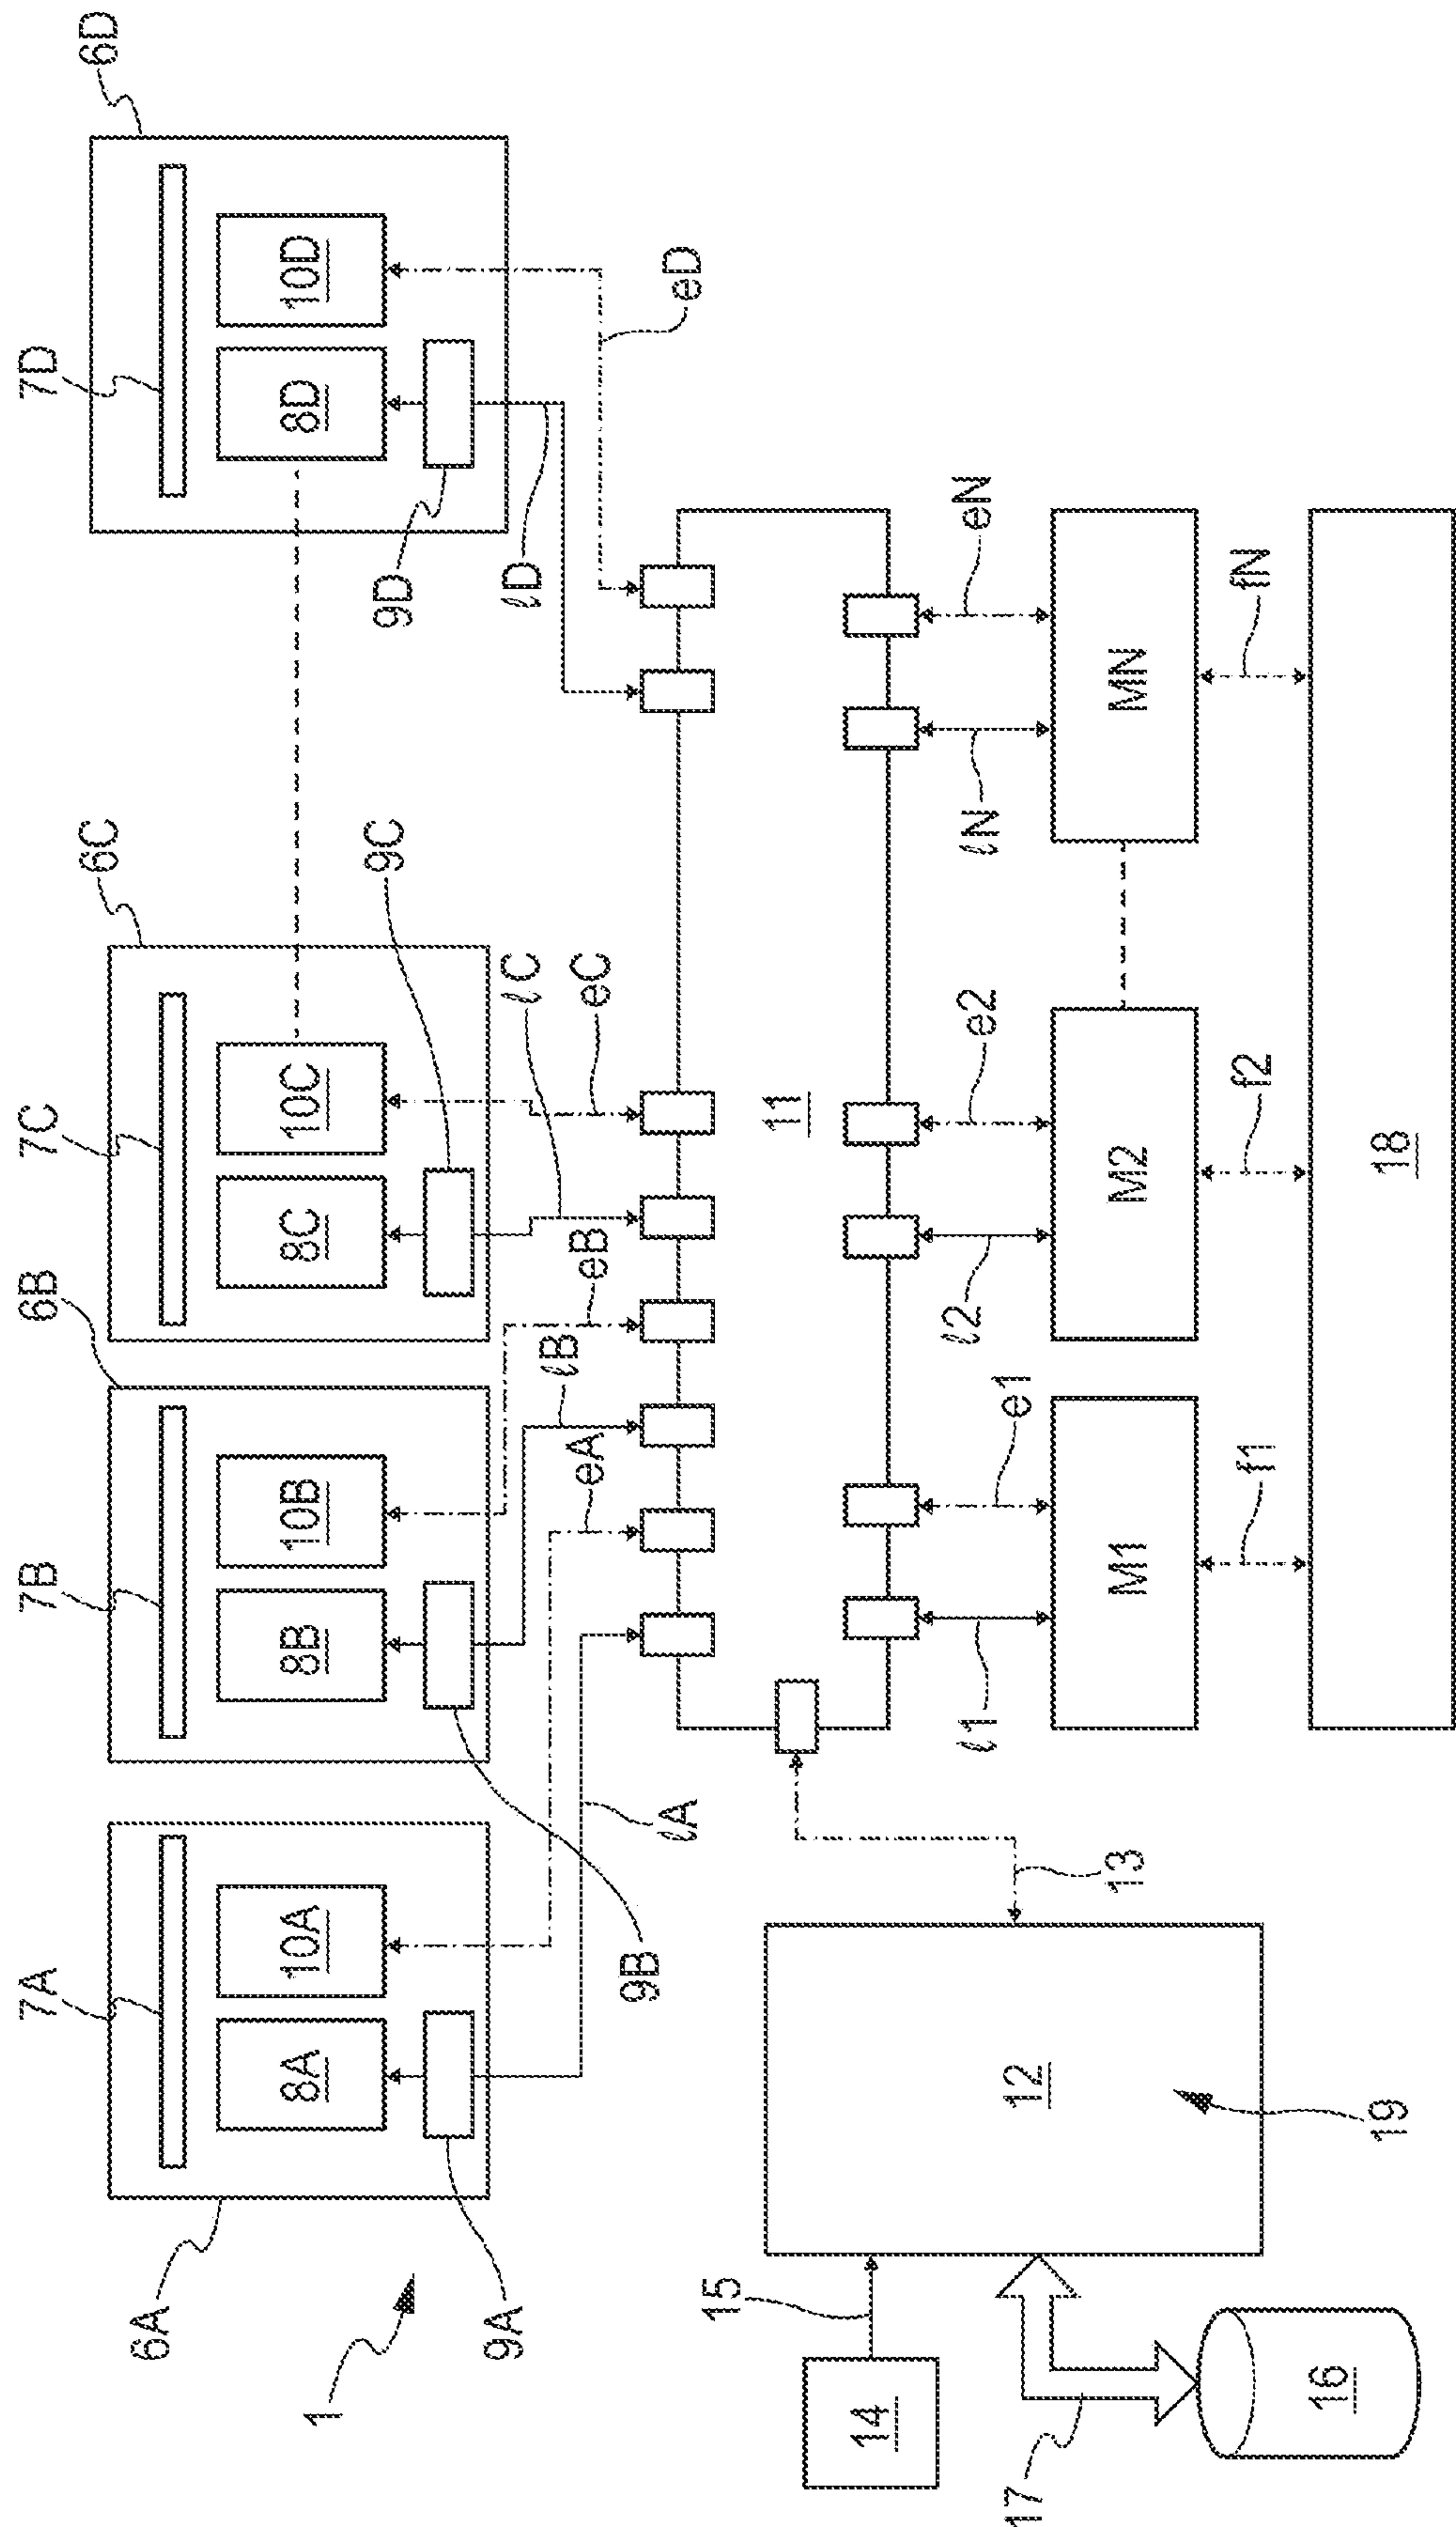 7A
7B
7C
7D
6A
6B
6C
6D
8A
10A
8B
10B
8C
10C
8D
10D
1
9A
9B
9C
9D
ℓA
eA
ℓB
eB
ℓC
eC
ℓD
eD
11
14
15
12
13
16
17
19
ℓ1
e1
ℓ2
e2
ℓN
eN
M1
M2
MN
f1
f2
fN
18